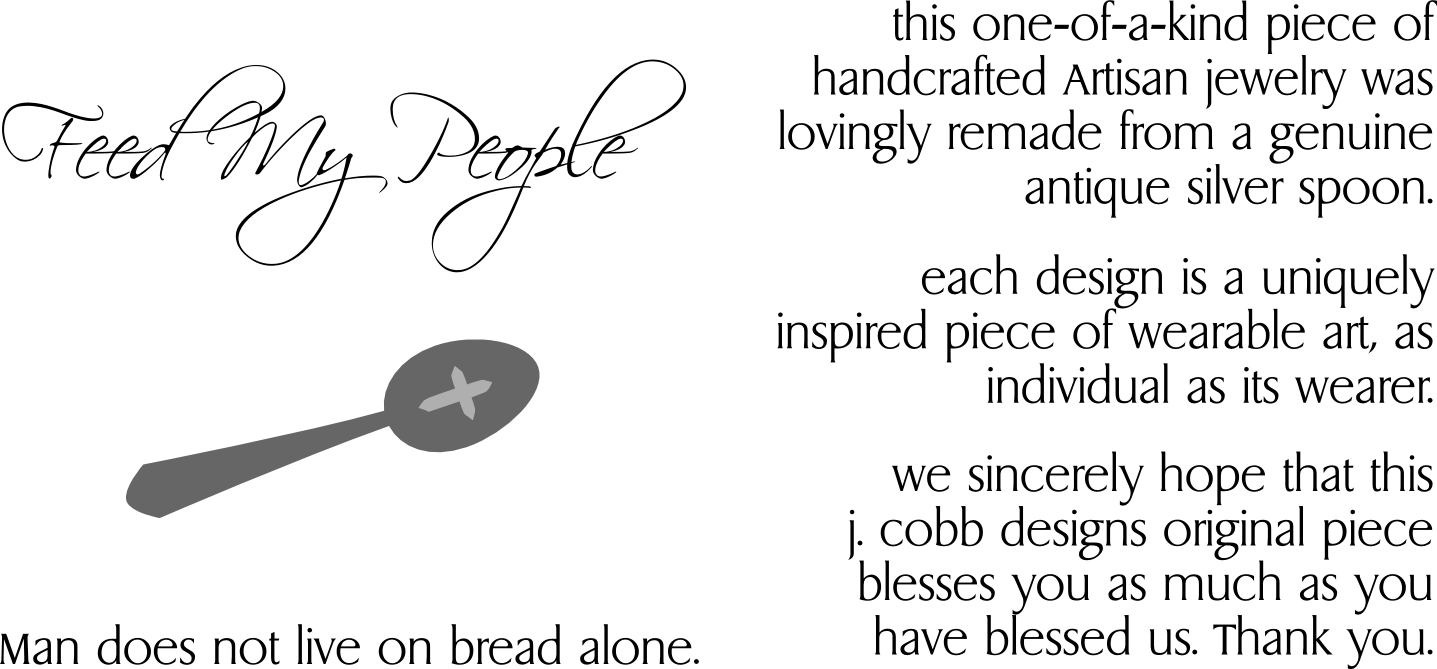 Feed My People
Man does not live on bread alone.
this one-of-a-kind piece of
handcrafted Artisan jewelry was
lovingly remade from a genuine
antique silver spoon.
each design is a uniquely
inspired piece of wearable art, as
individual as its wearer.
we sincerely hope that this
j. cobb designs original piece
blesses you as much as you
have blessed us. Thank you.